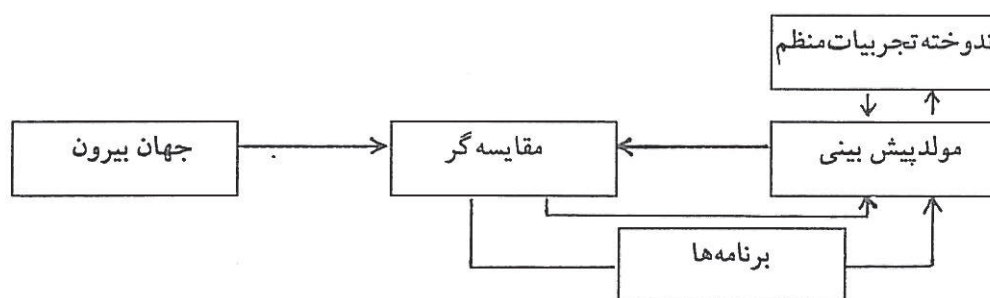 ندوخته تجربیات منظم
جهان بیرون
مقایسه گر
مولد پیش بینی
برنامه‌ها